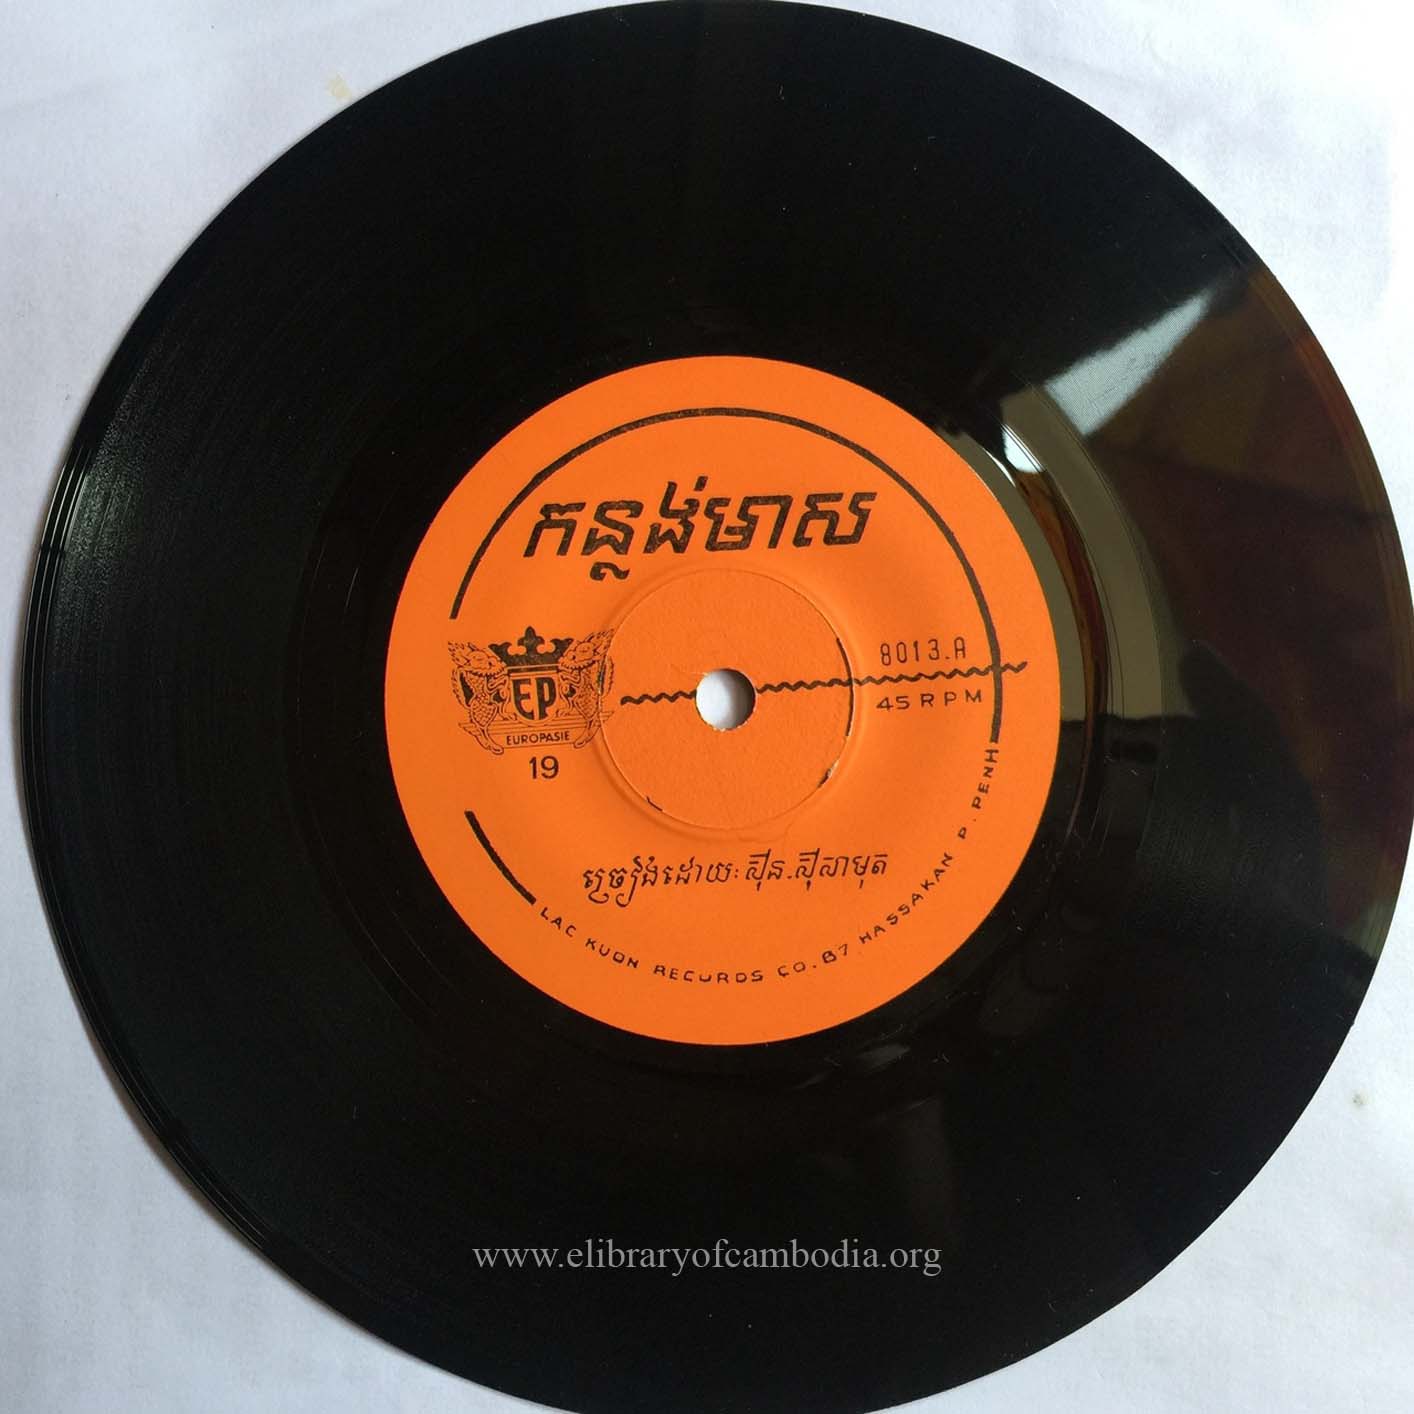 កន្លង់មាស
8013.A
45 RPM
EP
EUROPASIE
19
ច្រៀងដោយៈ ស៊ីន.ស៊ីសាមុត
LAC KUON RECORDS CO. 87 HASSAKAN P. PENH
www.elibraryofcambodia.org